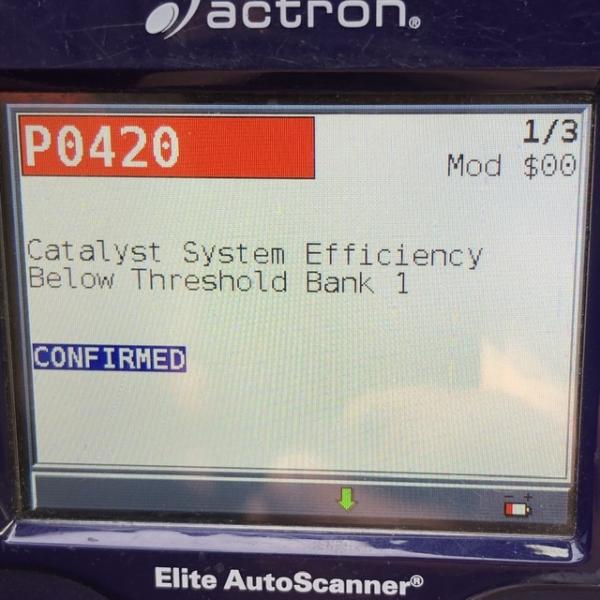 actron®
P0420
1/3
Mod $00
Catalyst System Efficiency
Below Threshold Bank 1
CONFIRMED
Elite AutoScanner®